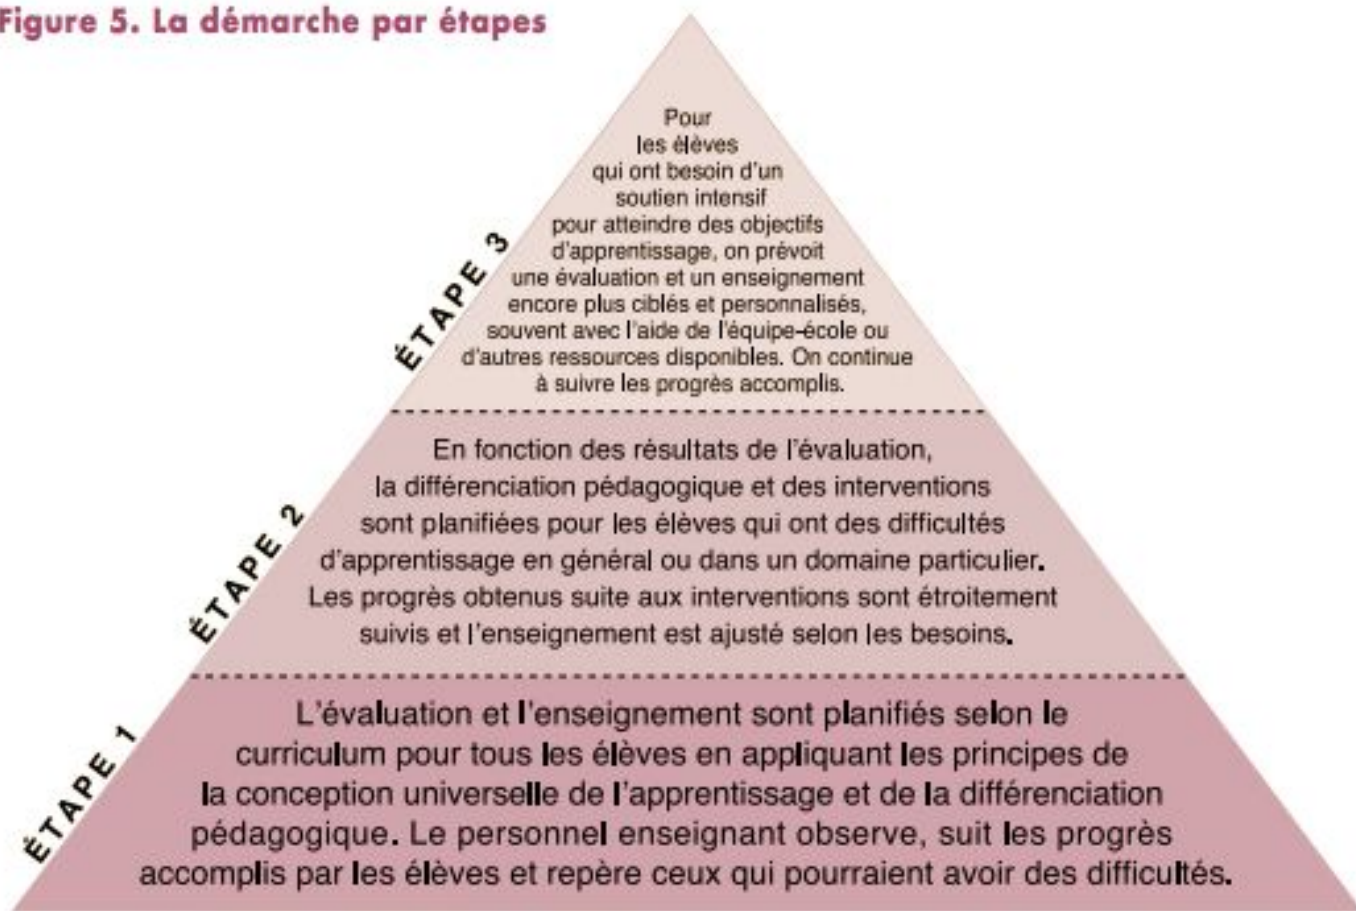 Figure 5. La démarche par étapes
ÉTAPE 3
Pour
les élèves
qui ont besoin d'un
soutien intensif
pour atteindre des objectifs
d'apprentissage, on prévoit
une évaluation et un enseignement
encore plus ciblés et personnalisés,
souvent avec l'aide de l'équipe-école ou
d'autres ressources disponibles. On continue
à suivre les progrès accomplis.
ÉTAPE 2
En fonction des résultats de l'évaluation,
la différenciation pédagogique et des interventions
sont planifiées pour les élèves qui ont des difficultés
d'apprentissage en général ou dans un domaine particulier.
Les progrès obtenus suite aux interventions sont étroitement
suivis et l'enseignement est ajusté selon les besoins.
ÉTAPE 1
L'évaluation et l'enseignement sont planifiés selon le
curriculum pour tous les élèves en appliquant les principes de
la conception universelle de l'apprentissage et de la différenciation
pédagogique. Le personnel enseignant observe, suit les progrès
accomplis par les élèves et repère ceux qui pourraient avoir des difficultés.